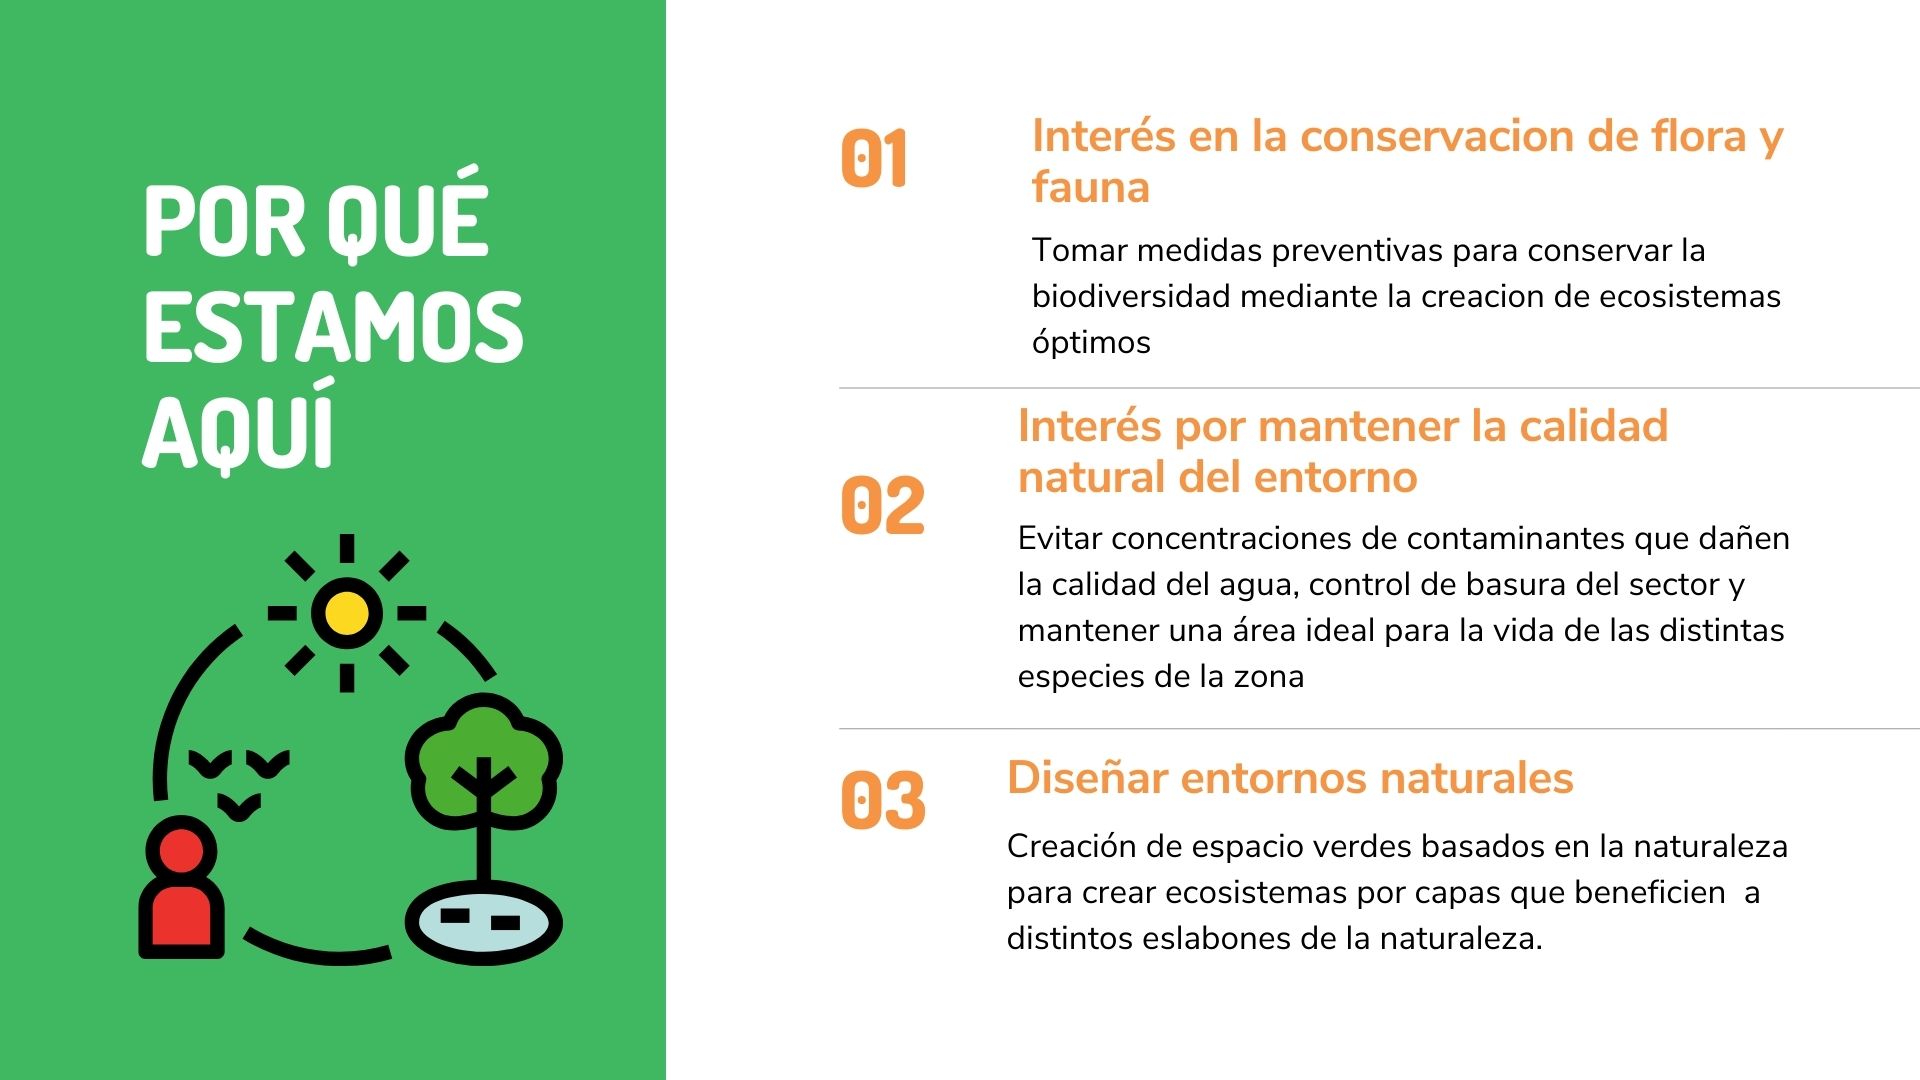 POR QUÉ
ESTAMOS
AQUÍ
01
Interés en la conservacion de flora y
fauna
Tomar medidas preventivas para conservar la
biodiversidad mediante la creacion de ecosistemas
óptimos
02
Interés por mantener la calidad
natural del entorno
Evitar concentraciones de contaminantes que dañen
la calidad del agua, control de basura del sector y
mantener una área ideal para la vida de las distintas
especies de la zona
03
Diseñar entornos naturales
Creación de espacio verdes basados en la naturaleza
para crear ecosistemas por capas que beneficien  a
distintos eslabones de la naturaleza.